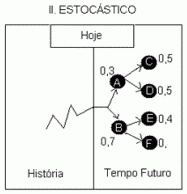 II. ESTOCÁSTICO
Hoje
C 0,5
0,3 A
D 0,5
E 0,4
B
0,7 F 0,
História Tempo Futuro